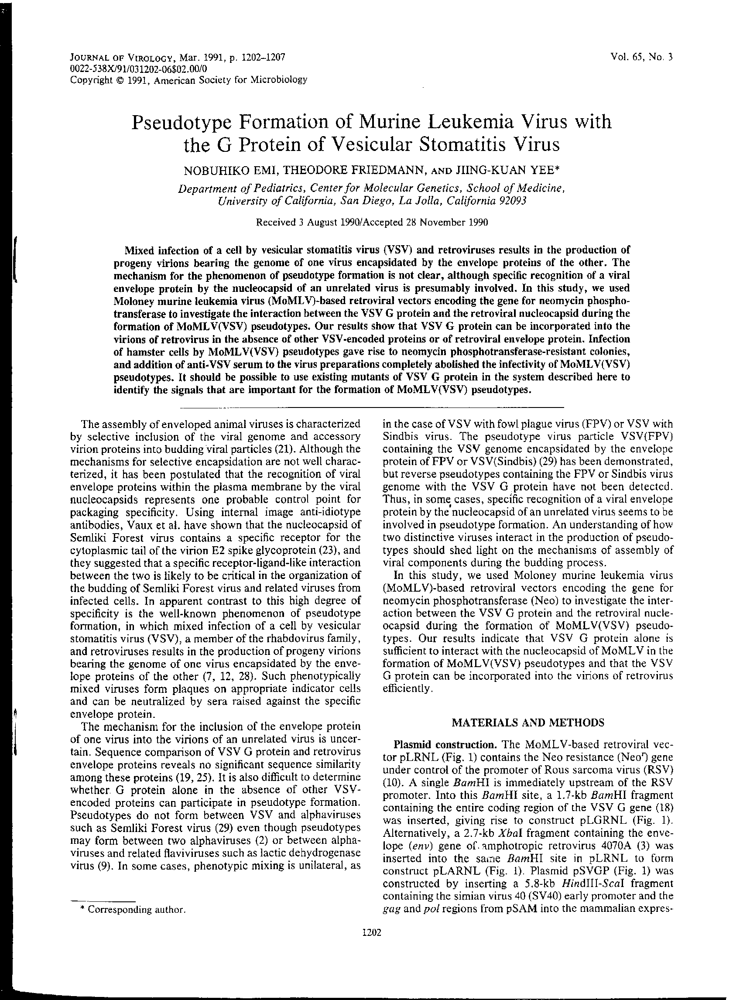 JOURNAL OF VIROLOGY, Mar. 1991, p. 1202–1207
0022-538X/91/031202-06$02.00/0
Copyright © 1991, American Society for Microbiology
Vol. 65, No. 3
Pseudotype Formation of Murine Leukemia Virus with
the G Protein of Vesicular Stomatitis Virus
NOBUHIKO EMI, THEODORE FRIEDMANN, AND JIING-KUAN YEE*
Department of Pediatrics, Center for Molecular Genetics, School of Medicine,
University of California, San Diego, La Jolla, California 92093
Received 3 August 1990/Accepted 28 November 1990
Mixed infection of a cell by vesicular stomatitis virus (VSV) and retroviruses results in the production of
progeny virions bearing the genome of one virus encapsidated by the envelope proteins of the other. The
mechanism for the phenomenon of pseudotype formation is not clear, although specific recognition of a viral
envelope protein by the nucleocapsid of an unrelated virus is presumably involved. In this study, we used
Moloney murine leukemia virus (MoMLV)-based retroviral vectors encoding the gene for neomycin phospho-
transferase to investigate the interaction between the VSV G protein and the retroviral nucleocapsid during the
formation of MoMLV(VSV) pseudotypes. Our results show that VSV G protein can be incorporated into the
virions of retrovirus in the absence of other VSV-encoded proteins or of retroviral envelope protein. Infection
of hamster cells by MoMLV(VSV) pseudotypes gave rise to neomycin phosphotransferase-resistant colonies,
and addition of anti-VSV serum to the virus preparations completely abolished the infectivity of MoMLV(VSV)
pseudotypes. It should be possible to use existing mutants of VSV G protein in the system described here to
identify the signals that are important for the formation of MoMLV(VSV) pseudotypes.
The assembly of enveloped animal viruses is characterized
by selective inclusion of the viral genome and accessory
virion proteins into budding viral particles (21). Although the
mechanisms for selective encapsidation are not well charac-
terized, it has been postulated that the recognition of viral
envelope proteins within the plasma membrane by the viral
nucleocapsids represents one probable control point for
packaging specificity. Using internal image anti-idiotype
antibodies, Vaux et al. have shown that the nucleocapsid of
Semliki Forest virus contains a specific receptor for the
cytoplasmic tail of the virion E2 spike glycoprotein (23), and
they suggested that a specific receptor-ligand-like interaction
between the two is likely to be critical in the organization of
the budding of Semliki Forest virus and related viruses from
infected cells. In apparent contrast to this high degree of
specificity is the well-known phenomenon of pseudotype
formation, in which mixed infection of a cell by vesicular
stomatitis virus (VSV), a member of the rhabdovirus family,
and retroviruses results in the production of progeny virions
bearing the genome of one virus encapsidated by the enve-
lope proteins of the other (7, 12, 28). Such phenotypically
mixed viruses form plaques on appropriate indicator cells
and can be neutralized by sera raised against the specific
envelope protein.
The mechanism for the inclusion of the envelope protein
of one virus into the virions of an unrelated virus is uncer-
tain. Sequence comparison of VSV G protein and retrovirus
envelope proteins reveals no significant sequence similarity
among these proteins (19, 25). It is also difficult to determine
whether G protein alone in the absence of other VSV-
encoded proteins can participate in pseudotype formation.
Pseudotypes do not form between VSV and alphaviruses
such as Semliki Forest virus (29) even though pseudotypes
may form between two alphaviruses (2) or between alpha-
viruses and related flaviviruses such as lactic dehydrogenase
virus (9). In some cases, phenotypic mixing is unilateral, as
* Corresponding author.
in the case of VSV with fowl plague virus (FPV) or VSV with
Sindbis virus. The pseudotype virus particle VSV(FPV)
containing the VSV genome encapsidated by the envelope
protein of FPV or VSV(Sindbis) (29) has been demonstrated,
but reverse pseudotypes containing the FPV or Sindbis virus
genome with the VSV G protein have not been detected.
Thus, in some cases, specific recognition of a viral envelope
protein by the nucleocapsid of an unrelated virus seems to be
involved in pseudotype formation. An understanding of how
two distinctive viruses interact in the production of pseudo-
types should shed light on the mechanisms of assembly of
viral components during the budding process.
In this study, we used Moloney murine leukemia virus
(MoMLV)-based retroviral vectors encoding the gene for
neomycin phosphotransferase (Neo) to investigate the inter-
action between the VSV G protein and the retroviral nucle-
ocapsid during the formation of MoMLV(VSV) pseudo-
types. Our results indicate that VSV G protein alone is
sufficient to interact with the nucleocapsid of MoMLV in the
formation of MoMLV(VSV) pseudotypes and that the VSV
G protein can be incorporated into the virions of retrovirus
efficiently.
MATERIALS AND METHODS
Plasmid construction. The MoMLV-based retroviral vec-
tor pLRNL (Fig. 1) contains the Neo resistance (Neoʳ) gene
under control of the promoter of Rous sarcoma virus (RSV)
(10). A single BamHI is immediately upstream of the RSV
promoter. Into this BamHI site, a 1.7-kb BamHI fragment
containing the entire coding region of the VSV G gene (18)
was inserted, giving rise to construct pLGRNL (Fig. 1).
Alternatively, a 2.7-kb XbaI fragment containing the enve-
lope (env) gene of amphotropic retrovirus 4070A (3) was
inserted into the same BamHI site in pLRNL to form
construct pLARNL (Fig. 1). Plasmid pSVGP (Fig. 1) was
constructed by inserting a 5.8-kb HindIII-ScaI fragment
containing the simian virus 40 (SV40) early promoter and the
gag and pol regions from pSAM into the mammalian expres-
1202